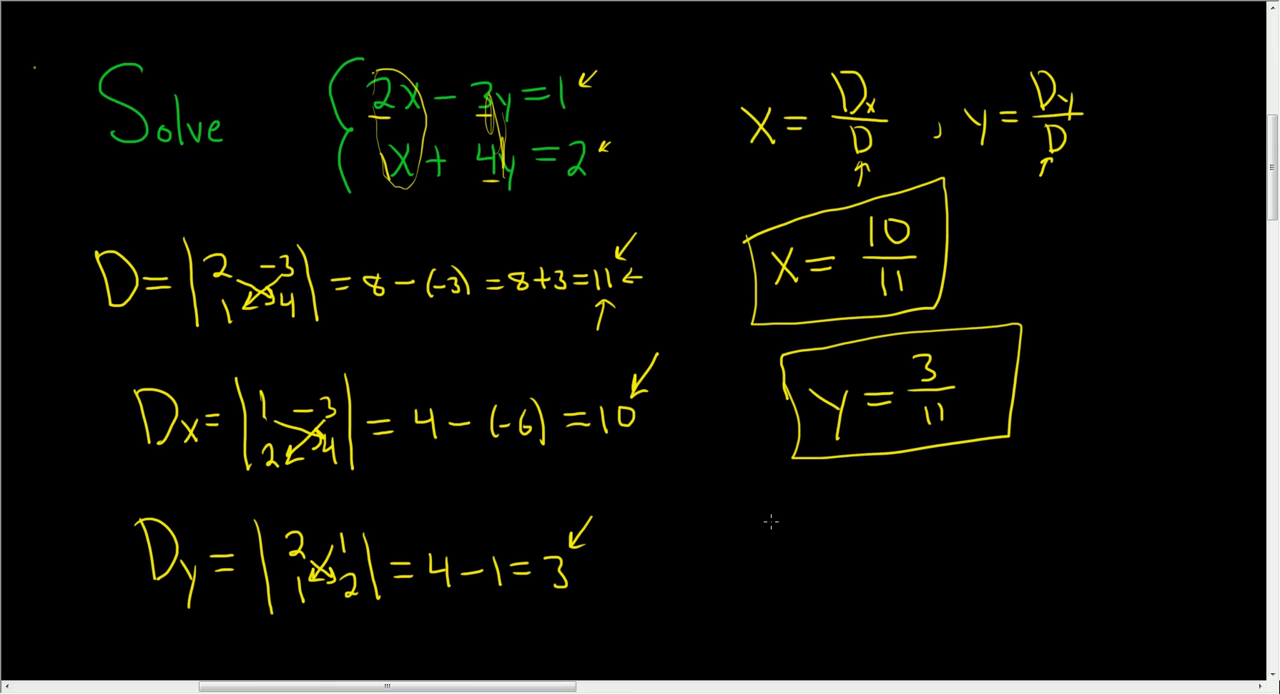 Solve { 2x - 3y = 1
x + 4y = 2
x = Dx/D , y = Dy/D
D = |2 -3; 1 4| = 8 - (-3) = 8 + 3 = 11
x = 10/11
Dx = |1 -3; 2 4| = 4 - (-6) = 10
y = 3/11
Dy = |2 1; 1 2| = 4 - 1 = 3